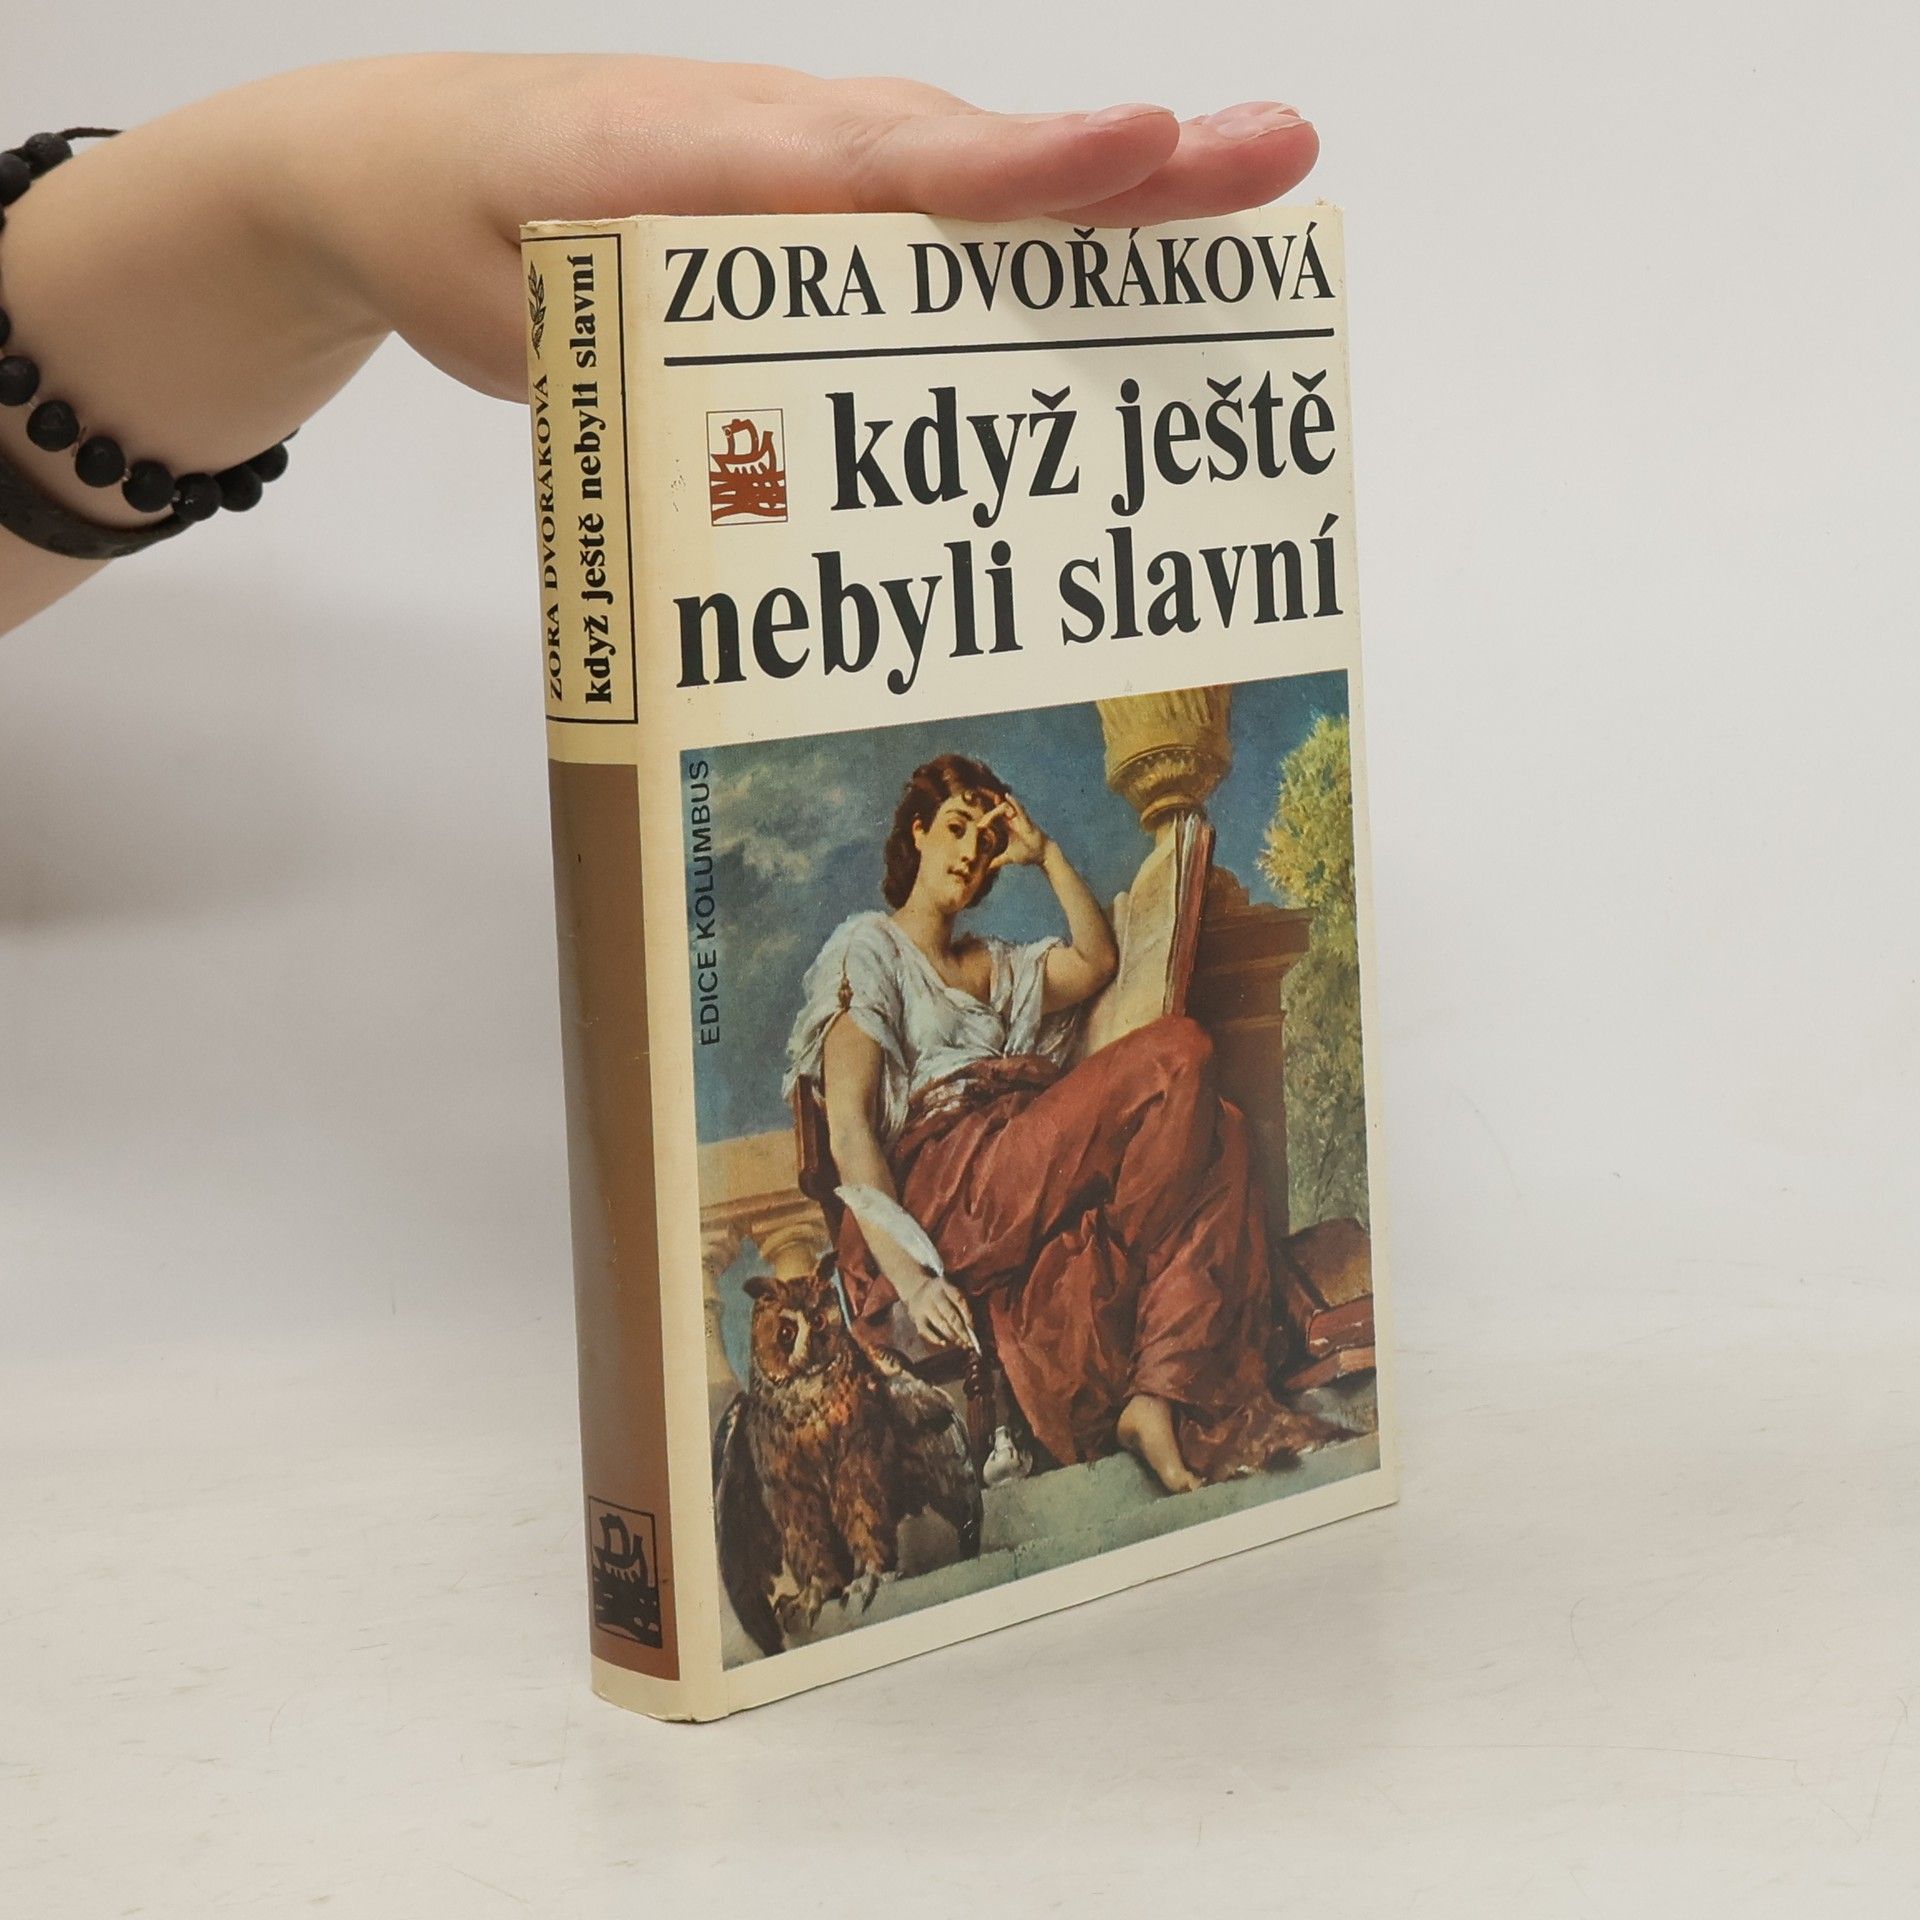 ZORA DVOŘÁKOVÁ
když ještě
nebyli slavní
EDICE KOLUMBUS
ZORA DVOŘÁKOVÁ
když ještě nebyli slavní